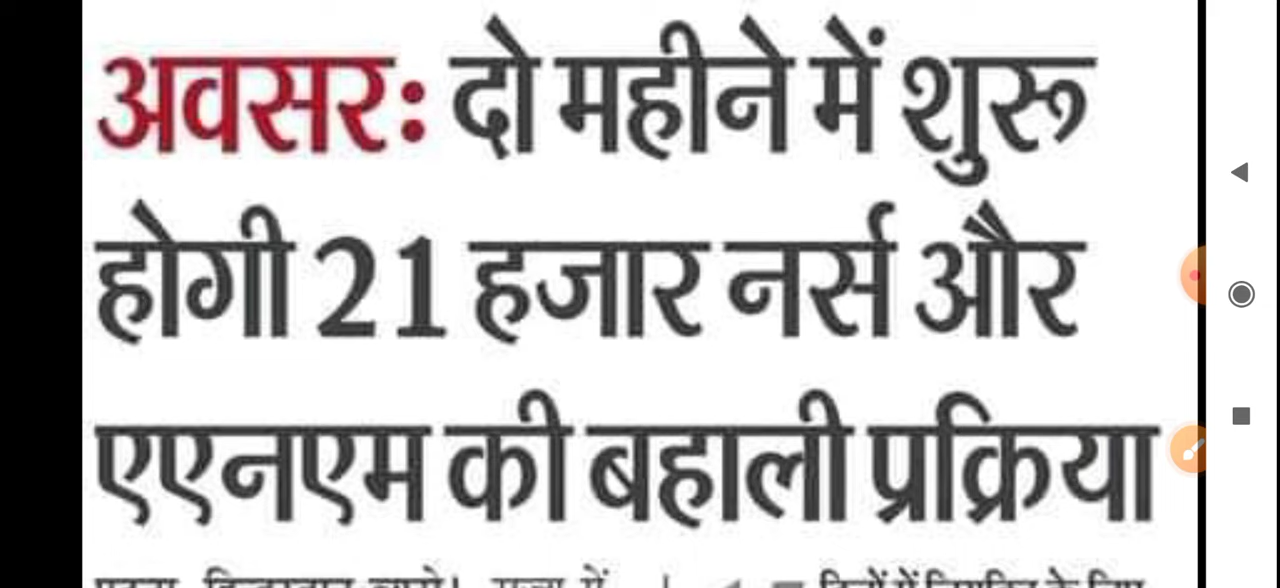 अवसर: दो महीने में शुरू
होगी 21 हजार नर्स और
एएनएम की बहाली प्रक्रिया